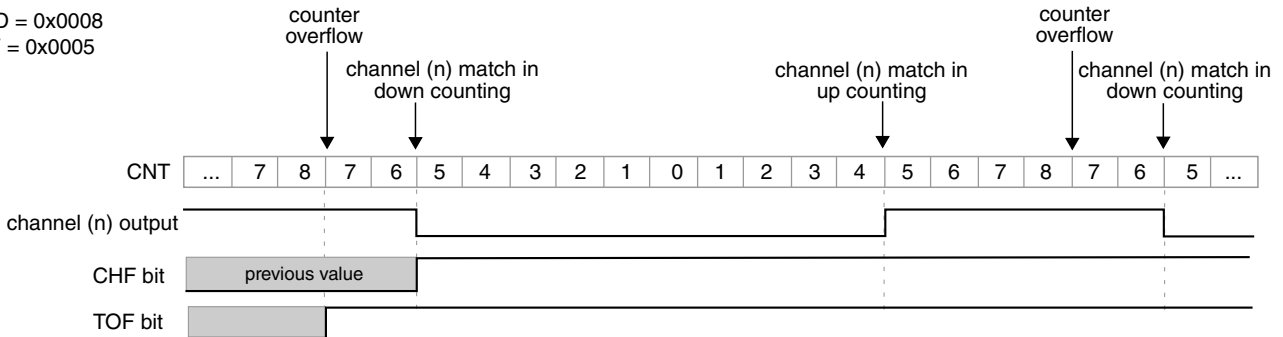 = 0x0008
= 0x0005
counter
overflow
channel (n) match in
down counting
channel (n) match in
up counting
counter
overflow
channel (n) match in
down counting
CNT ... 7 8 7 6 5 4 3 2 1 0 1 2 3 4 5 6 7 8 7 6 5 ...
channel (n) output
CHF bit previous value
TOF bit